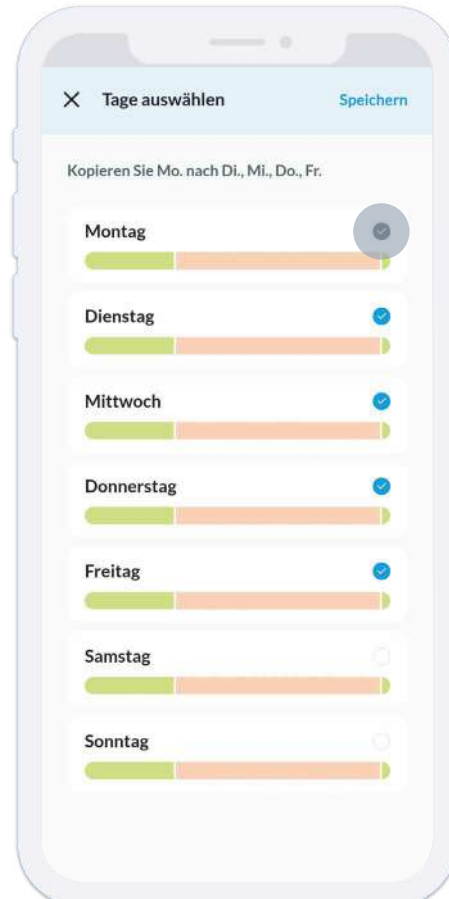 Tage auswählen Speichern
Kopieren Sie Mo. nach Di., Mi., Do., Fr.
Montag
Dienstag
Mittwoch
Donnerstag
Freitag
Samstag
Sonntag